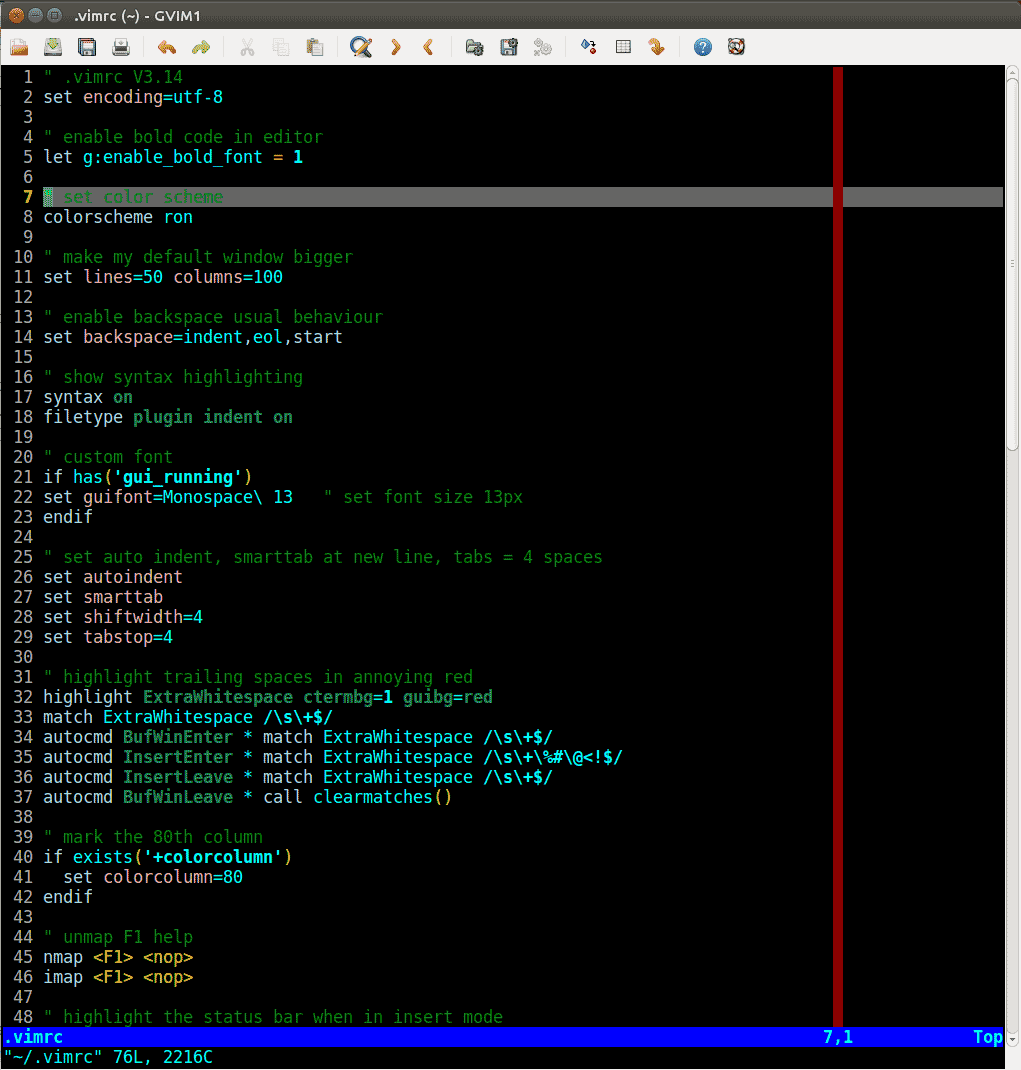 .vimrc (~) - GVIM1
1 " .vimrc V3.14
2 set encoding=utf-8
3
4 " enable bold code in editor
5 let g:enable_bold_font = 1
6
7 " set color scheme
8 colorscheme ron
9
10 " make my default window bigger
11 set lines=50 columns=100
12
13 " enable backspace usual behaviour
14 set backspace=indent,eol,start
15
16 " show syntax highlighting
17 syntax on
18 filetype plugin indent on
19
20 " custom font
21 if has('gui_running')
22 set guifont=Monospace\ 13   " set font size 13px
23 endif
24
25 " set auto indent, smarttab at new line, tabs = 4 spaces
26 set autoindent
27 set smarttab
28 set shiftwidth=4
29 set tabstop=4
30
31 " highlight trailing spaces in annoying red
32 highlight ExtraWhitespace ctermbg=1 guibg=red
33 match ExtraWhitespace /\s\+$/
34 autocmd BufWinEnter * match ExtraWhitespace /\s\+$/
35 autocmd InsertEnter * match ExtraWhitespace /\s\+\%#\@<!$/
36 autocmd InsertLeave * match ExtraWhitespace /\s\+$/
37 autocmd BufWinLeave * call clearmatches()
38
39 " mark the 80th column
40 if exists('+colorcolumn')
41   set colorcolumn=80
42 endif
43
44 " unmap F1 help
45 nmap <F1> <nop>
46 imap <F1> <nop>
47
48 " highlight the status bar when in insert mode
.vimrc 7,1 Top
"~/.vimrc" 76L, 2216C